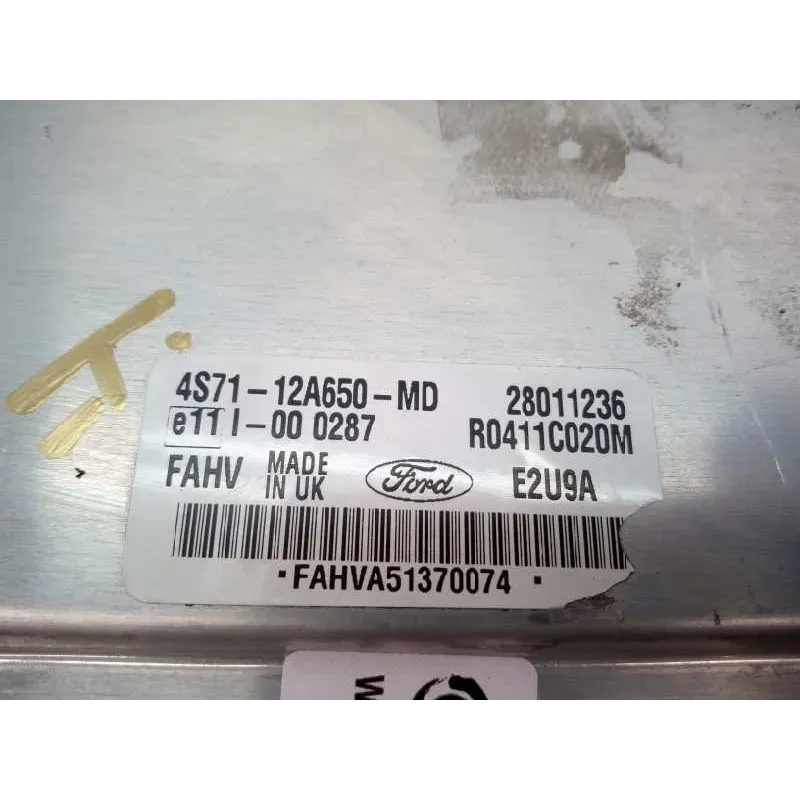 4S71-12A650-MD 28011236
e11 I-00 0287 R0411C020M
FAHV MADE IN UK Ford E2U9A
·FAHVA51370074 ·
W